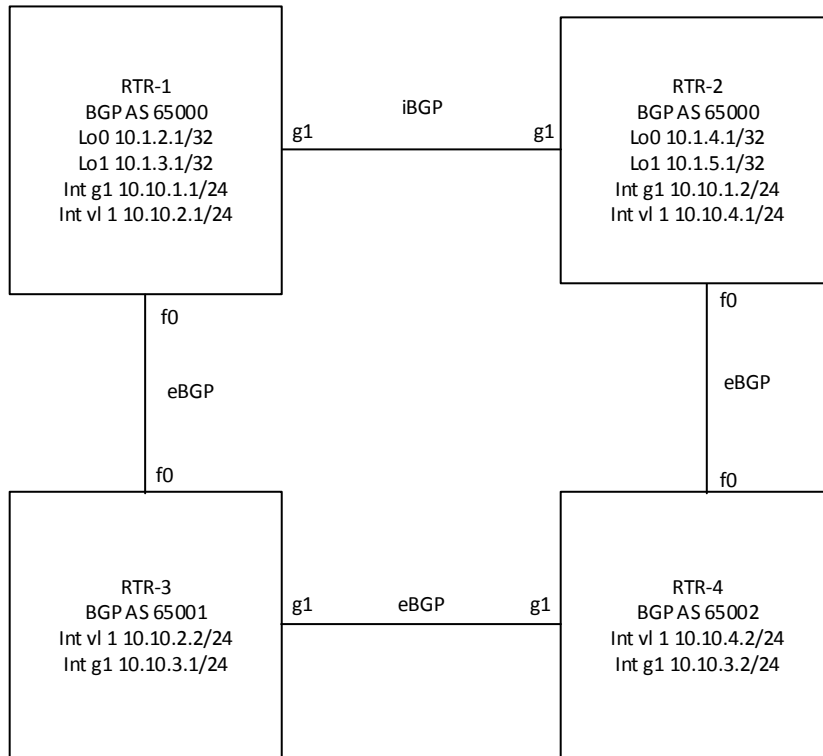 RTR-1
BGP AS 65000
Lo0 10.1.2.1/32
Lo1 10.1.3.1/32
Int g1 10.10.1.1/24
Int vl 1 10.10.2.1/24
g1
iBGP
g1
RTR-2
BGP AS 65000
Lo0 10.1.4.1/32
Lo1 10.1.5.1/32
Int g1 10.10.1.2/24
Int vl 1 10.10.4.1/24
f0
eBGP
f0
f0
eBGP
f0
RTR-3
BGP AS 65001
Int vl 1 10.10.2.2/24
Int g1 10.10.3.1/24
g1
eBGP
g1
RTR-4
BGP AS 65002
Int vl 1 10.10.4.2/24
Int g1 10.10.3.2/24